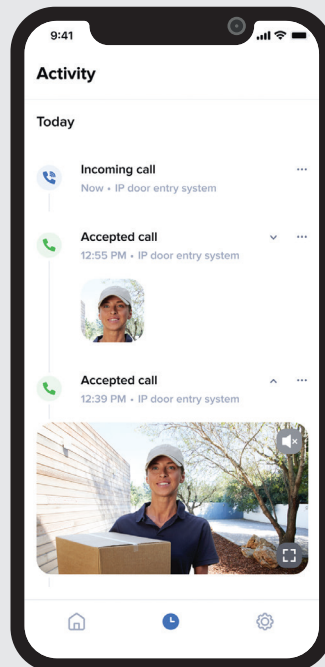 9:41
Activity
Today
Incoming call
Now • IP door entry system
Accepted call
12:55 PM • IP door entry system
Accepted call
12:39 PM • IP door entry system